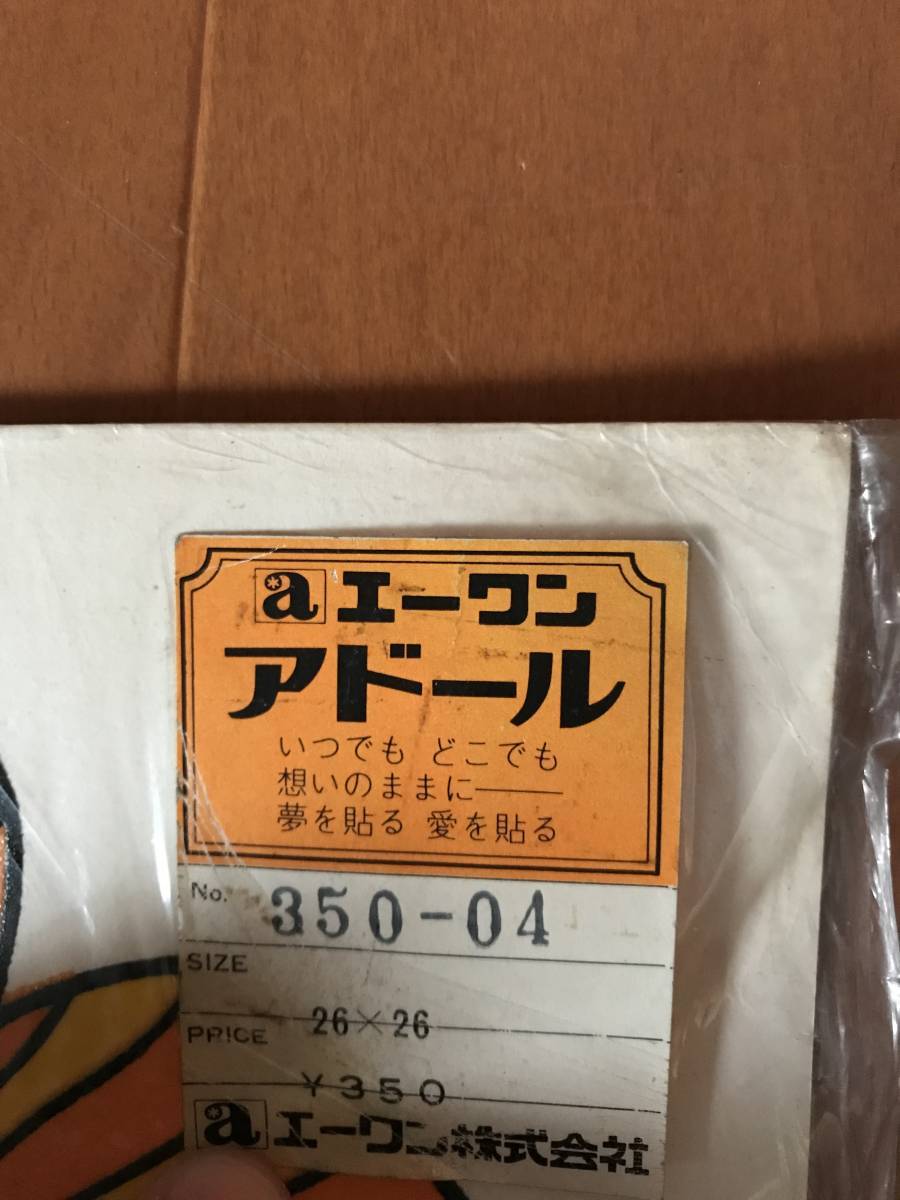 a エーワン
アドール
いつでも どこでも
想いのままに——
夢を貼る 愛を貼る
No. 350-04
SIZE
26×26
PRICE
¥350
a エーワン株式会社